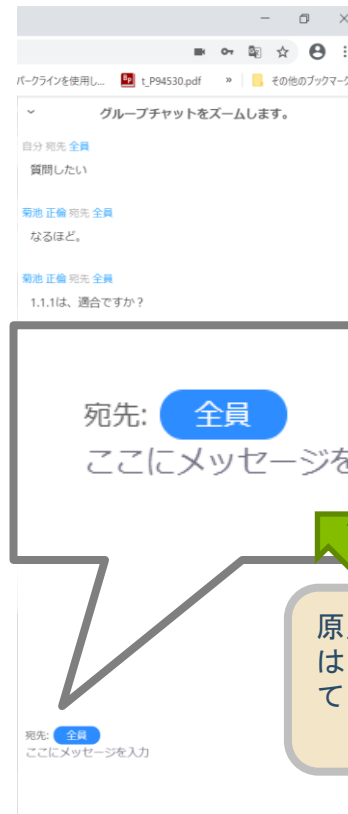 パークラインを使用し... t_P94530.pdf » その他のブックマーク
グループチャットをズームします。
自分 宛先 全員
質問したい
菊池 正倫 宛先 全員
なるほど。
菊池 正倫 宛先 全員
1.1.1は、適合ですか？
宛先: 全員
ここにメッセージを
原
は
て
宛先: 全員
ここにメッセージを入力